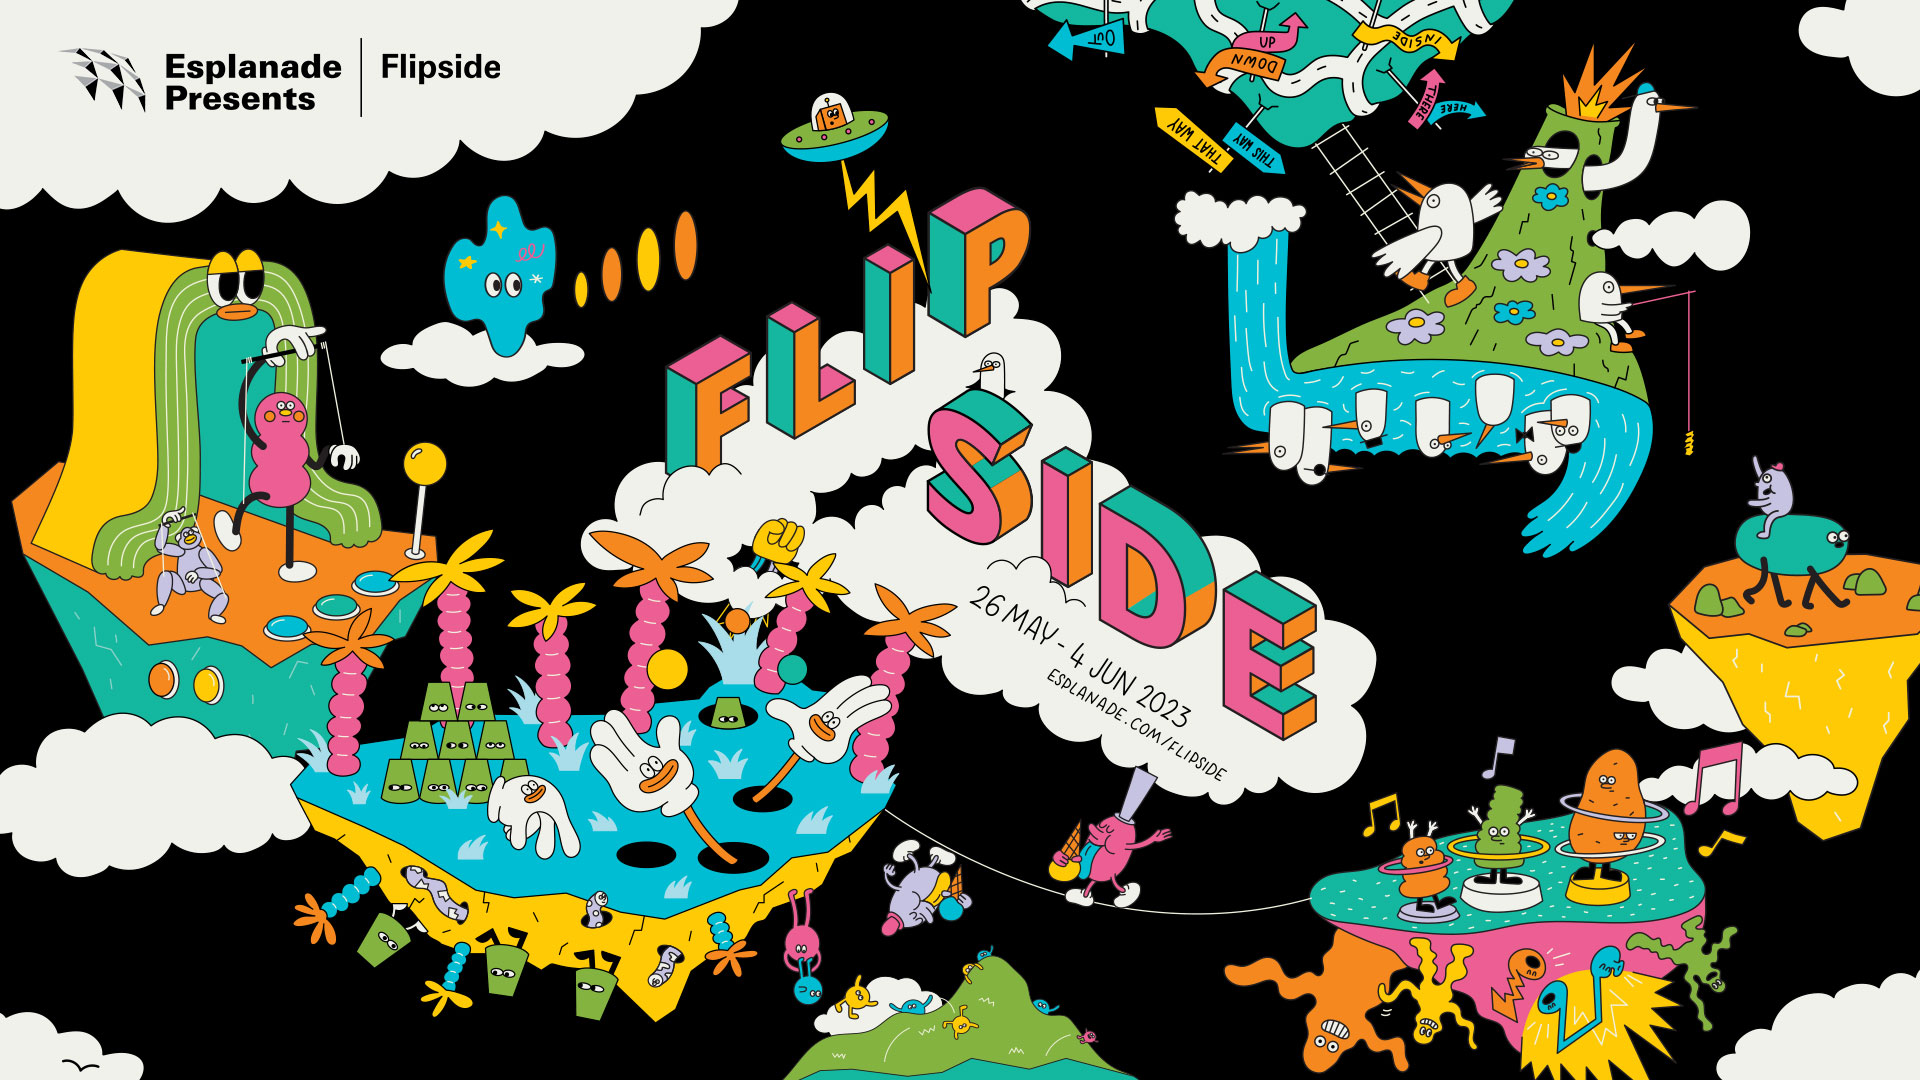 Esplanade
Presents
Flipside
OUT
UP
DOWN
INSIDE
THERE
HERE
THAT WAY
THIS WAY
FLIP
SIDE
26 MAY - 4 JUN 2023
ESPLANADE.COM/FLIPSIDE